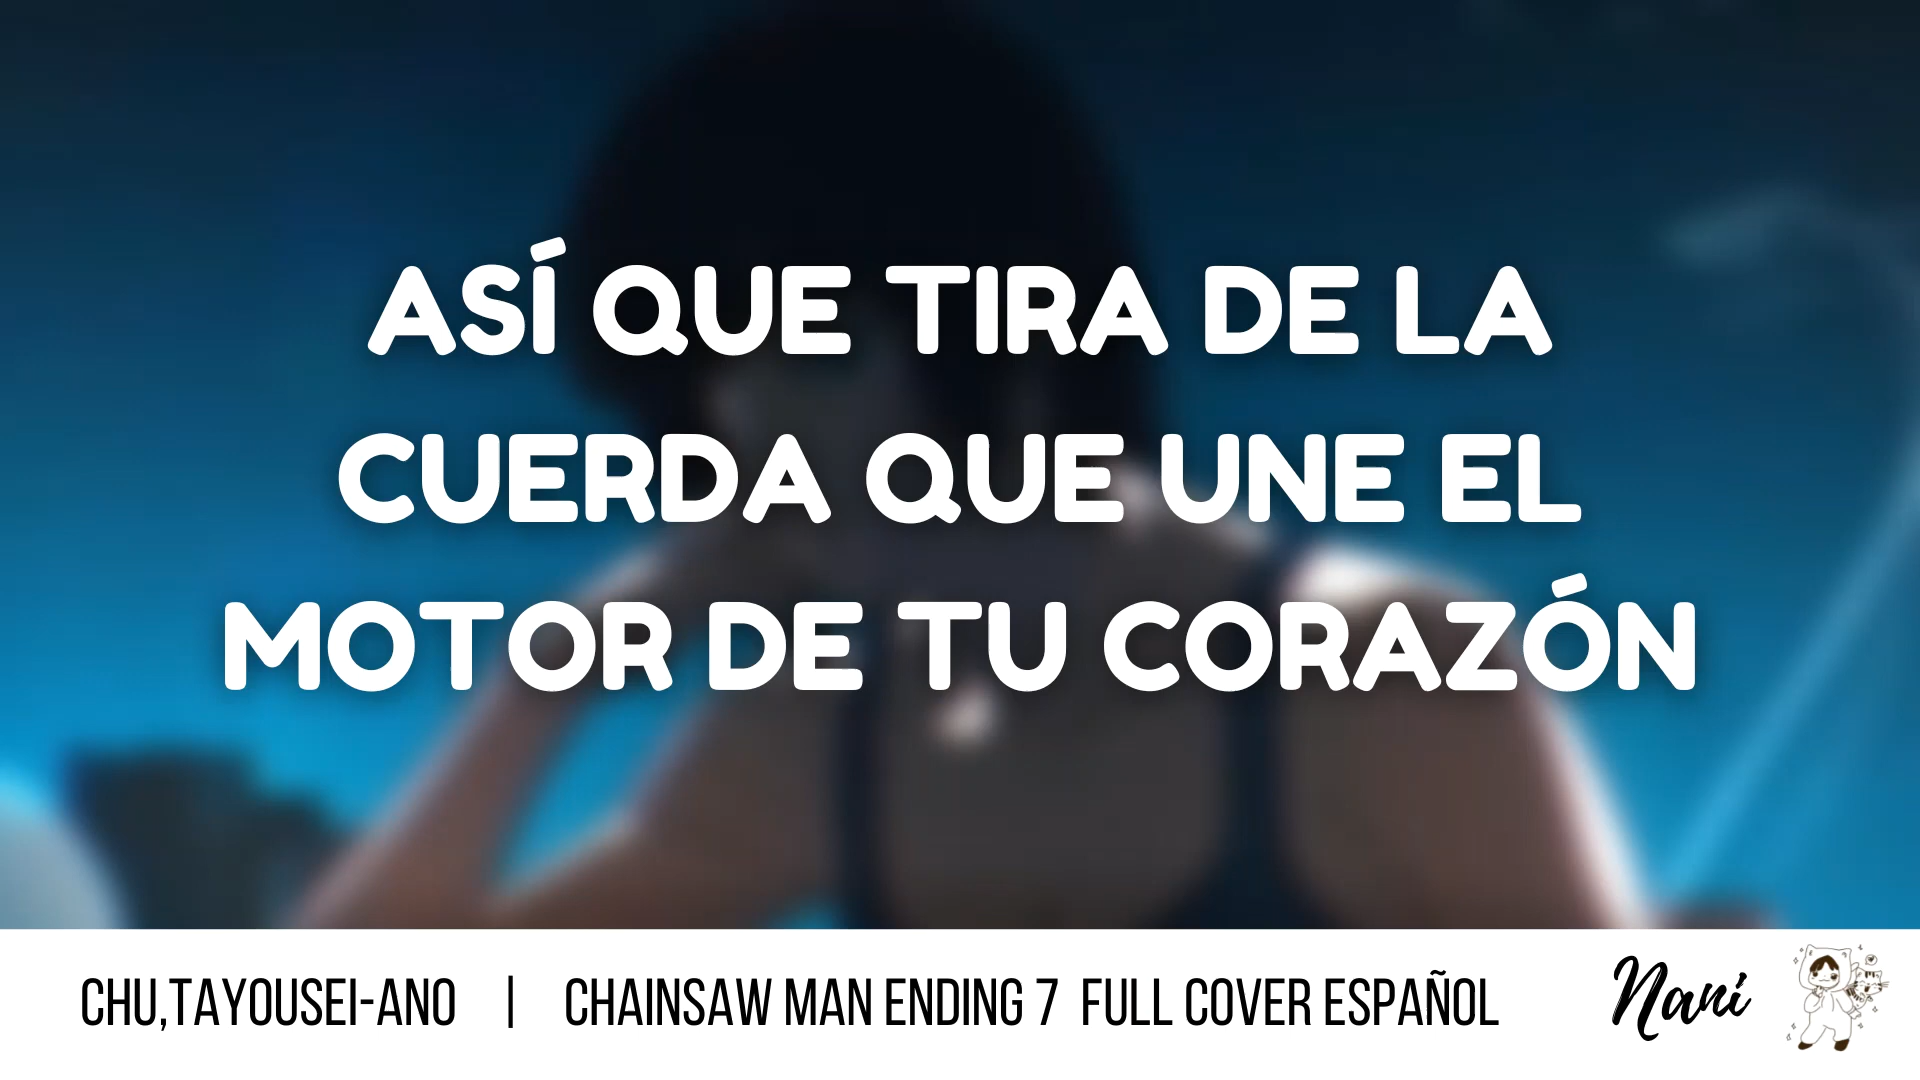 ASÍ QUE TIRA DE LA
CUERDA QUE UNE EL
MOTOR DE TU CORAZÓN
CHU,TAYOUSEI-ANO | CHAINSAW MAN ENDING 7 FULL COVER ESPAÑOL
Nani